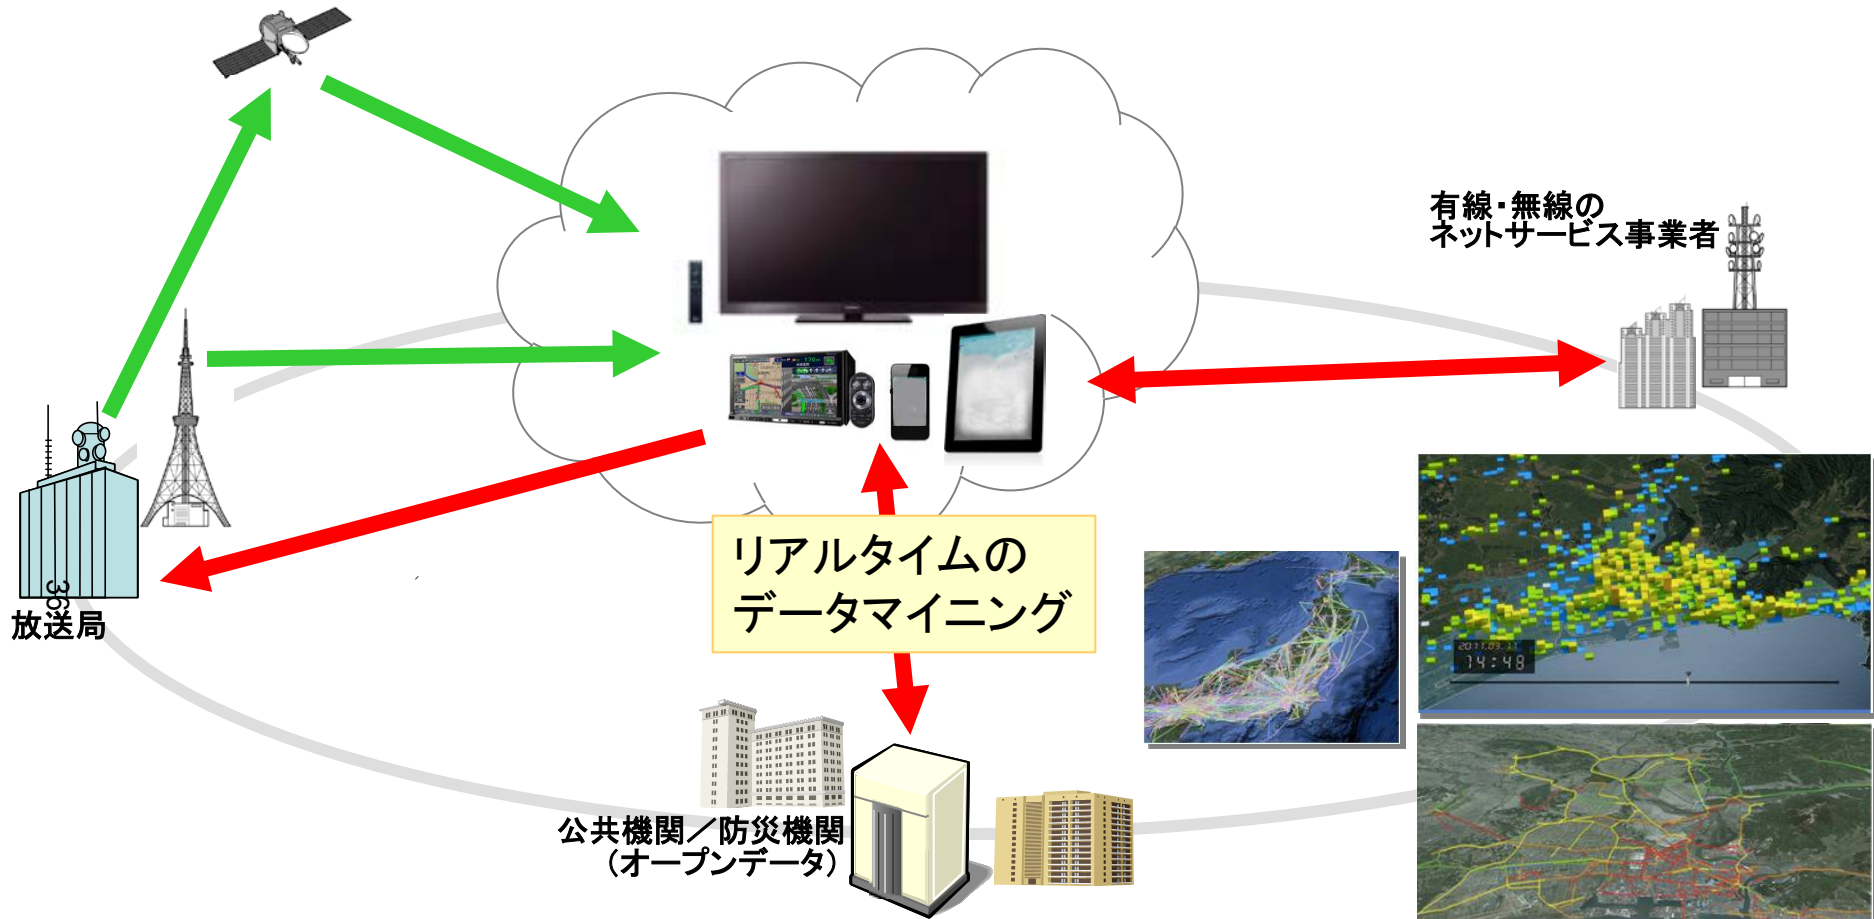 有線・無線の
ネットサービス事業者
36
放送局
リアルタイムの
データマイニング
2011.03.11
14:48
公共機関／防災機関
（オープンデータ）